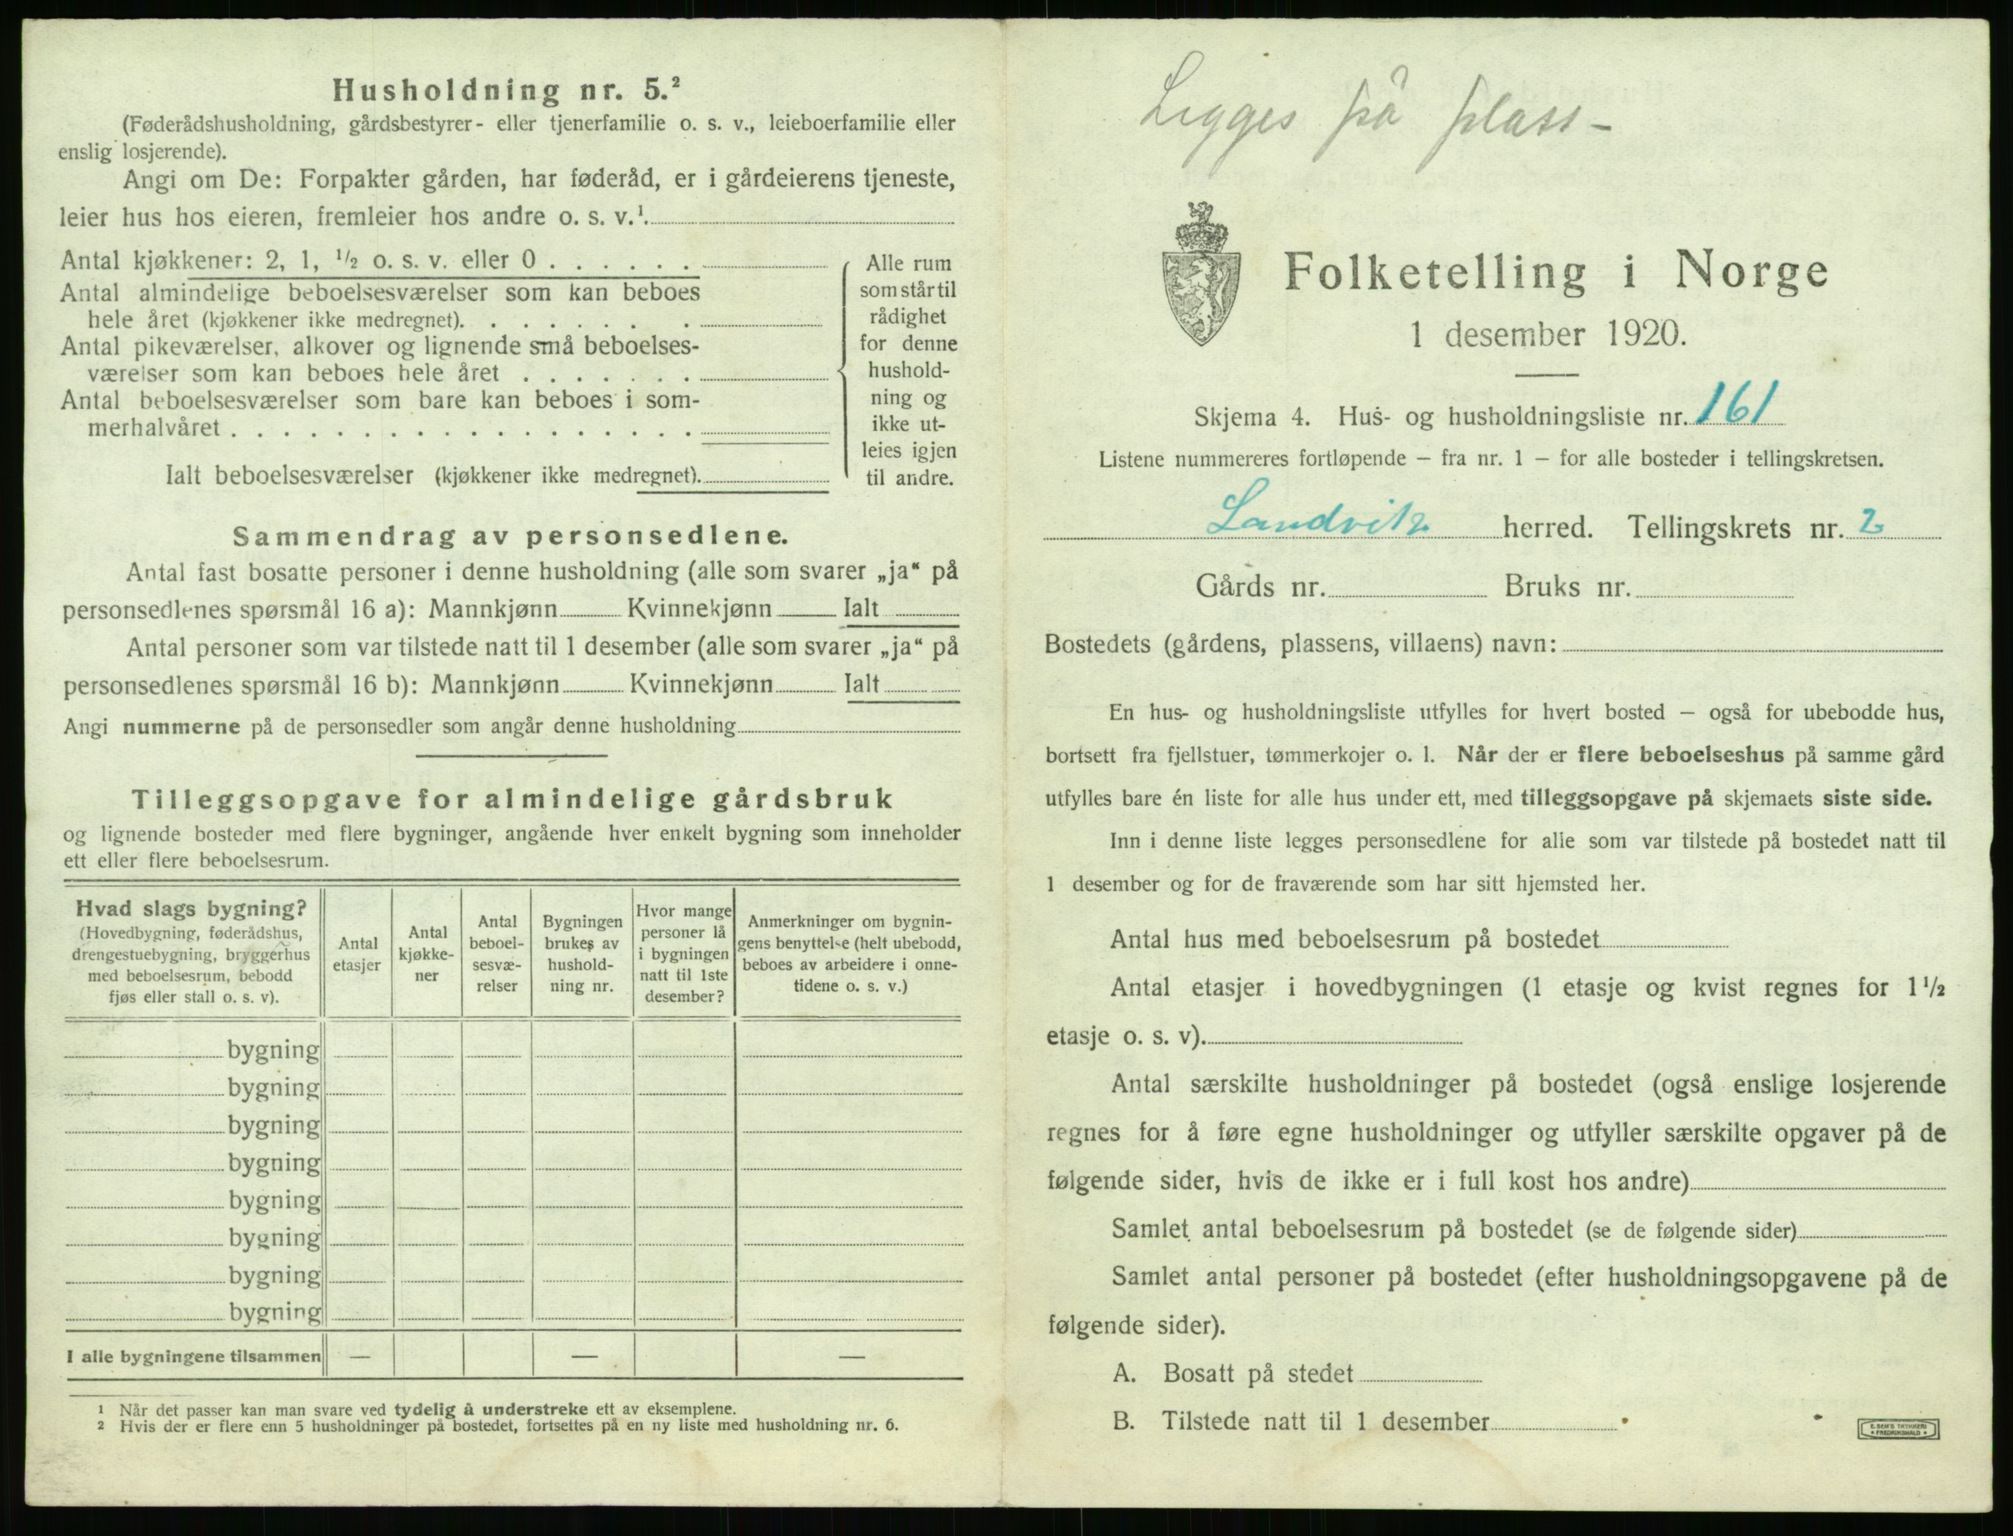 Husholdning nr. 5.²
(Føderådshusholdning, gårdsbestyrer- eller tjenerfamilie o. s. v., leieboerfamilie eller
enslig losjerende).
Angi om De: Forpakter gården, har føderåd, er i gårdeierens tjeneste,
leier hus hos eieren, fremleier hos andre o. s. v.¹.
Antal kjøkkener: 2, 1, ½ o. s. v. eller 0
Antal almindelige beboelsesværelser som kan beboes
hele året (kjøkkener ikke medregnet).
Antal pikeværelser, alkover og lignende små beboelses-
værelser som kan beboes hele året
Antal beboelsesværelser som bare kan beboes i som-
merhalvåret
Ialt beboelsesværelser (kjøkkener ikke medregnet).
Alle rum
som står til
rådighet
for denne
hushold-
ning og
ikke ut-
leies igjen
til andre.
Sammendrag av personsedlene.
Antal fast bosatte personer i denne husholdning (alle som svarer „ja“ på
personsedlenes spørsmål 16 a): Mannkjønn Kvinnekjønn Ialt
Antal personer som var tilstede natt til 1 desember (alle som svarer „ja“ på
personsedlenes spørsmål 16 b): Mannkjønn Kvinnekjønn Ialt
Angi nummerne på de personsedler som angår denne husholdning
Tilleggsopgave for almindelige gårdsbruk
og lignende bosteder med flere bygninger, angående hver enkelt bygning som inneholder
ett eller flere beboelsesrum.
Hvad slags bygning?
(Hovedbygning, føderådshus,
drengestuebygning, bryggerhus
med beboelsesrum, bebodd
fjøs eller stall o. s. v).
Antal
etasjer
Antal
kjøkke-
ner
Antal
beboel-
sesvæ-
relser
Bygningen
brukes av
hushold-
ning nr.
Hvor mange
personer lå
i bygningen
natt til 1ste
desember?
Anmerkninger om bygnin-
gens benyttelse (helt ubebodd,
beboes av arbeidere i onne-
tidene o. s. v.)
bygning
bygning
bygning
bygning
bygning
bygning
bygning
bygning
I alle bygningene tilsammen — — —
¹ Når det passer kan man svare ved tydelig å understreke ett av eksemplene.
² Hvis der er flere enn 5 husholdninger på bostedet, fortsettes på en ny liste med husholdning nr. 6.
Ligges på plass –
Folketelling i Norge
1 desember 1920.
Skjema 4. Hus- og husholdningsliste nr. 161
Listene nummereres fortløpende – fra nr. 1 – for alle bosteder i tellingskretsen.
Landvik herred. Tellingskrets nr. 2
Gårds nr. Bruks nr.
Bostedets (gårdens, plassens, villaens) navn:
En hus- og husholdningsliste utfylles for hvert bosted – også for ubebodde hus,
bortsett fra fjellstuer, tømmerkojer o. l. Når der er flere beboelseshus på samme gård
utfylles bare én liste for alle hus under ett, med tilleggsopgave på skjemaets siste side.
Inn i denne liste legges personsedlene for alle som var tilstede på bostedet natt til
1 desember og for de fraværende som har sitt hjemsted her.
Antal hus med beboelsesrum på bostedet
Antal etasjer i hovedbygningen (1 etasje og kvist regnes for 1½
etasje o. s. v).
Antal særskilte husholdninger på bostedet (også enslige losjerende
regnes for å føre egne husholdninger og utfyller særskilte opgaver på de
følgende sider, hvis de ikke er i full kost hos andre)
Samlet antal beboelsesrum på bostedet (se de følgende sider)
Samlet antal personer på bostedet (efter husholdningsopgavene på de
følgende sider).
A. Bosatt på stedet
B. Tilstede natt til 1 desember
E. SEM'S TRYKKERI
FREDRIKSHALD